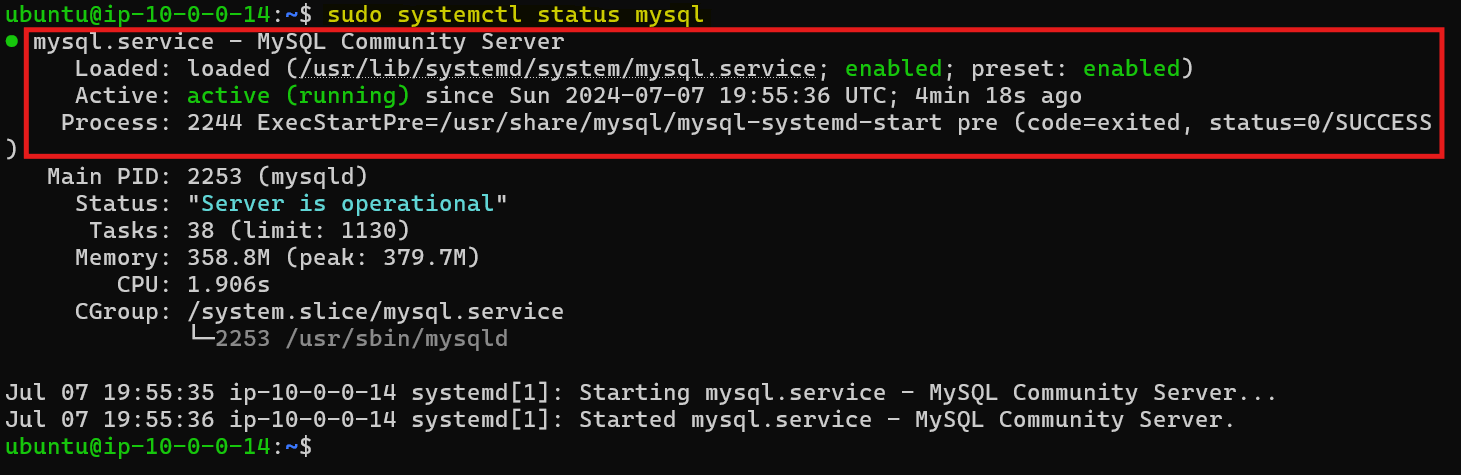 ubuntu@ip-10-0-0-14:~$ sudo systemctl status mysql
● mysql.service - MySQL Community Server
     Loaded: loaded (/usr/lib/systemd/system/mysql.service; enabled; preset: enabled)
     Active: active (running) since Sun 2024-07-07 19:55:36 UTC; 4min 18s ago
    Process: 2244 ExecStartPre=/usr/share/mysql/mysql-systemd-start pre (code=exited, status=0/SUCCESS
)
   Main PID: 2253 (mysqld)
     Status: "Server is operational"
      Tasks: 38 (limit: 1130)
     Memory: 358.8M (peak: 379.7M)
        CPU: 1.906s
     CGroup: /system.slice/mysql.service
             └─2253 /usr/sbin/mysqld

Jul 07 19:55:35 ip-10-0-0-14 systemd[1]: Starting mysql.service - MySQL Community Server...
Jul 07 19:55:36 ip-10-0-0-14 systemd[1]: Started mysql.service - MySQL Community Server.
ubuntu@ip-10-0-0-14:~$